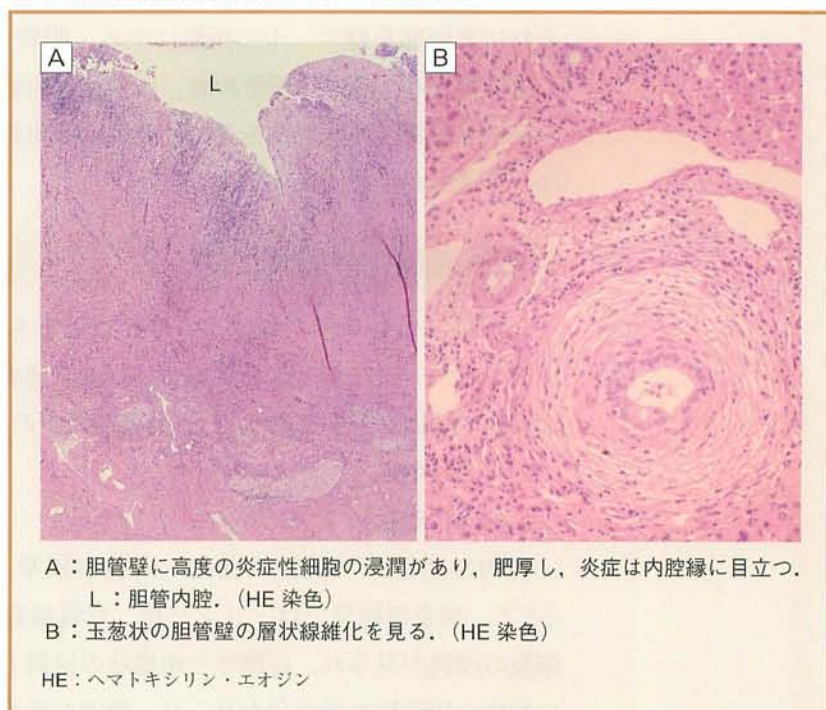 A
L
B
A：胆管壁に高度の炎症性細胞の浸潤があり，肥厚し，炎症は内腔縁に目立つ．
L：胆管内腔．（HE 染色）
B：玉葱状の胆管壁の層状線維化を見る．（HE 染色）
HE：ヘマトキシリン・エオジン